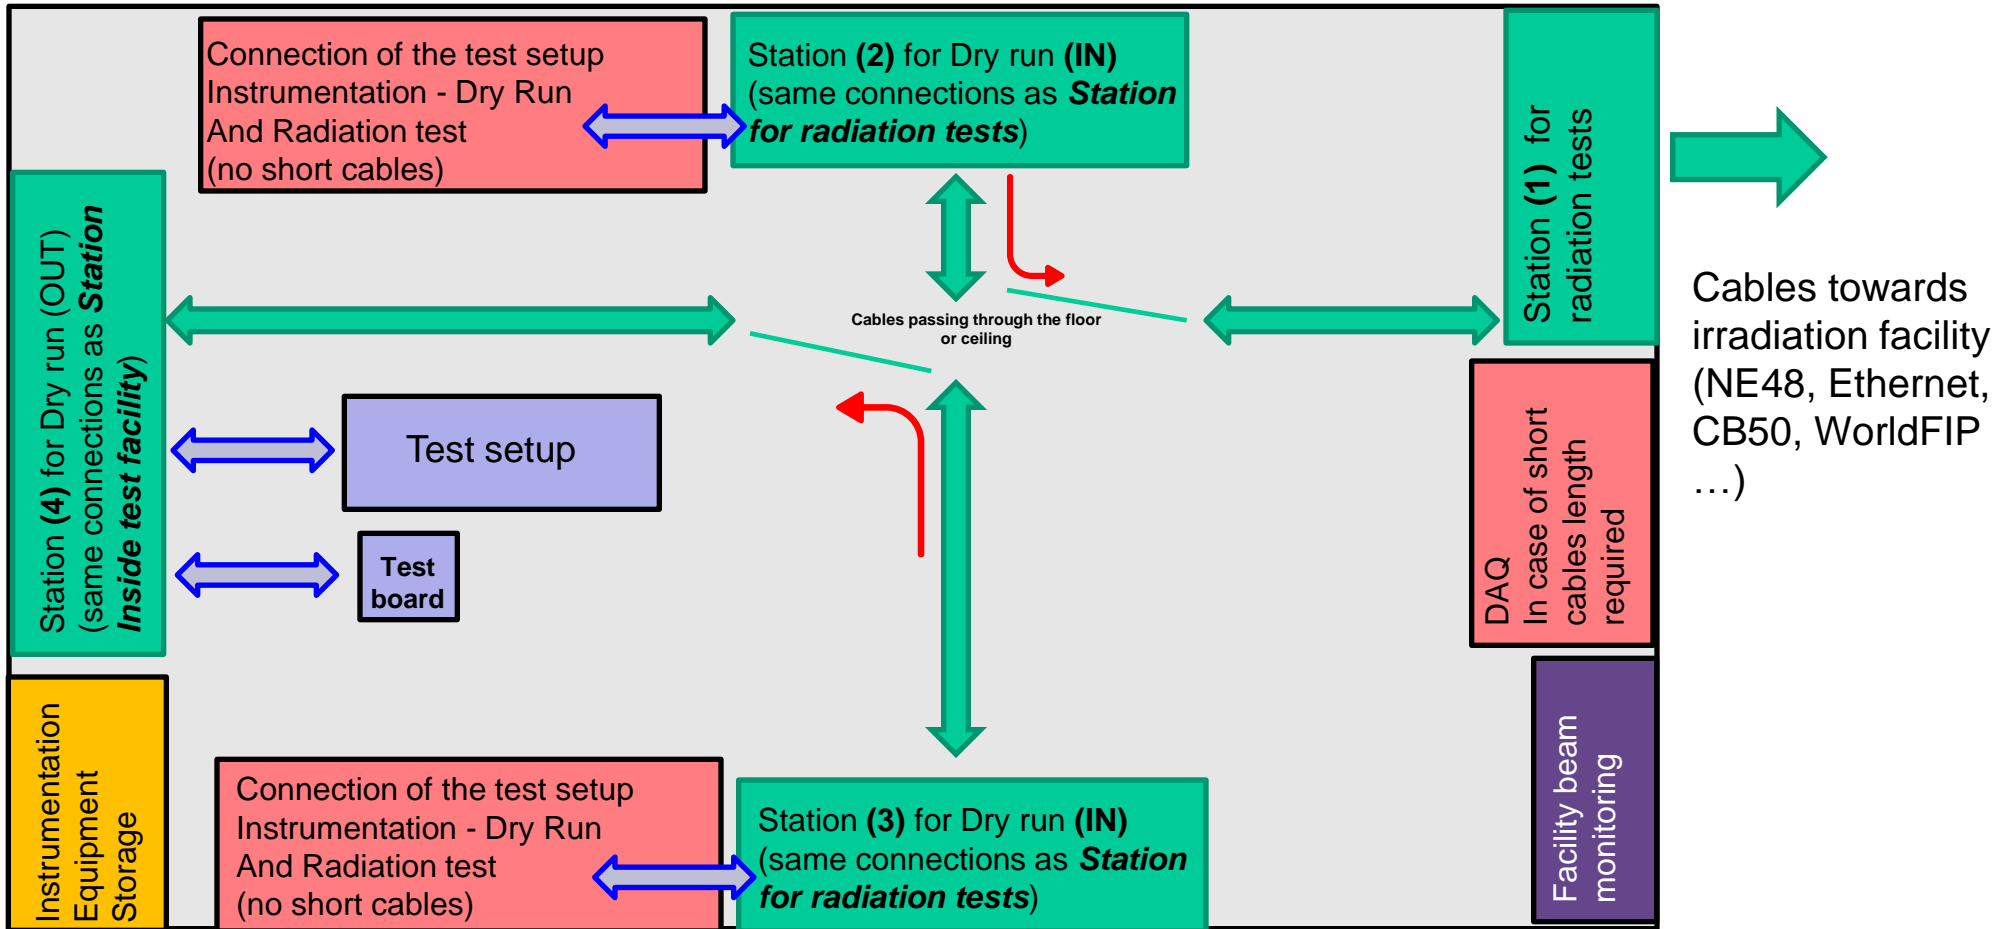 Connection of the test setup
Instrumentation - Dry Run
And Radiation test
(no short cables)
Station (2) for Dry run (IN)
(same connections as Station
for radiation tests)
Station (1) for
radiation tests
Cables towards
irradiation facility
(NE48, Ethernet,
CB50, WorldFIP
…)
Station (4) for Dry run (OUT)
(same connections as Station
Inside test facility)
Cables passing through the floor
or ceiling
Test setup
Test
board
DAQ
In case of short
cables length
required
Instrumentation
Equipment
Storage
Connection of the test setup
Instrumentation - Dry Run
And Radiation test
(no short cables)
Station (3) for Dry run (IN)
(same connections as Station
for radiation tests)
Facility beam
monitoring